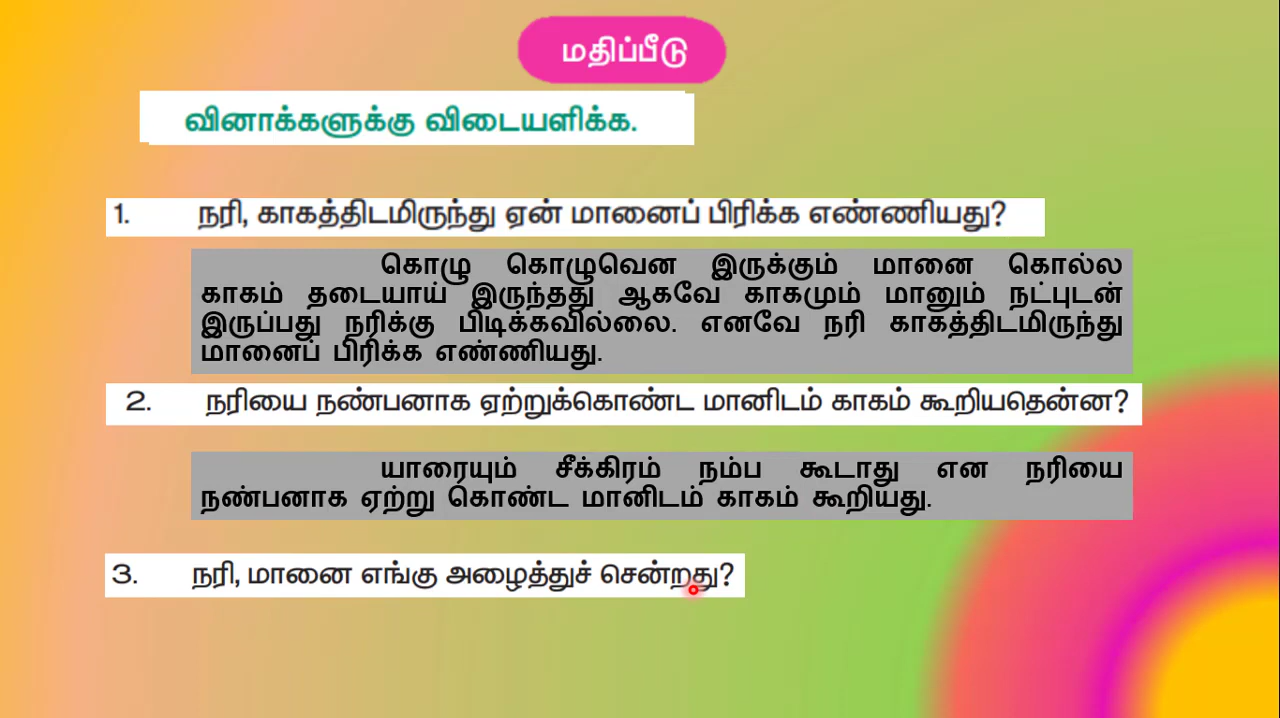 மதிப்பீடு
வினாக்களுக்கு விடையளிக்க.
1. நரி, காகத்திடமிருந்து ஏன் மானைப் பிரிக்க எண்ணியது?
கொழு கொழுவென இருக்கும் மானை கொல்ல
காகம் தடையாய் இருந்தது ஆகவே காகமும் மானும் நட்புடன்
இருப்பது நரிக்கு பிடிக்கவில்லை. எனவே நரி காகத்திடமிருந்து
மானைப் பிரிக்க எண்ணியது.
2. நரியை நண்பனாக ஏற்றுக்கொண்ட மானிடம் காகம் கூறியதென்ன?
யாரையும் சீக்கிரம் நம்ப கூடாது என நரியை
நண்பனாக ஏற்று கொண்ட மானிடம் காகம் கூறியது.
3. நரி, மானை எங்கு அழைத்துச் சென்றது?